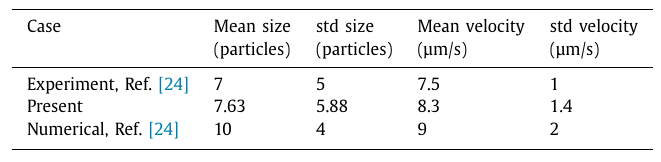 Case Mean size std size Mean velocity std velocity
(particles) (particles) (μm/s) (μm/s)
Experiment, Ref. [24] 7 5 7.5 1
Present 7.63 5.88 8.3 1.4
Numerical, Ref. [24] 10 4 9 2